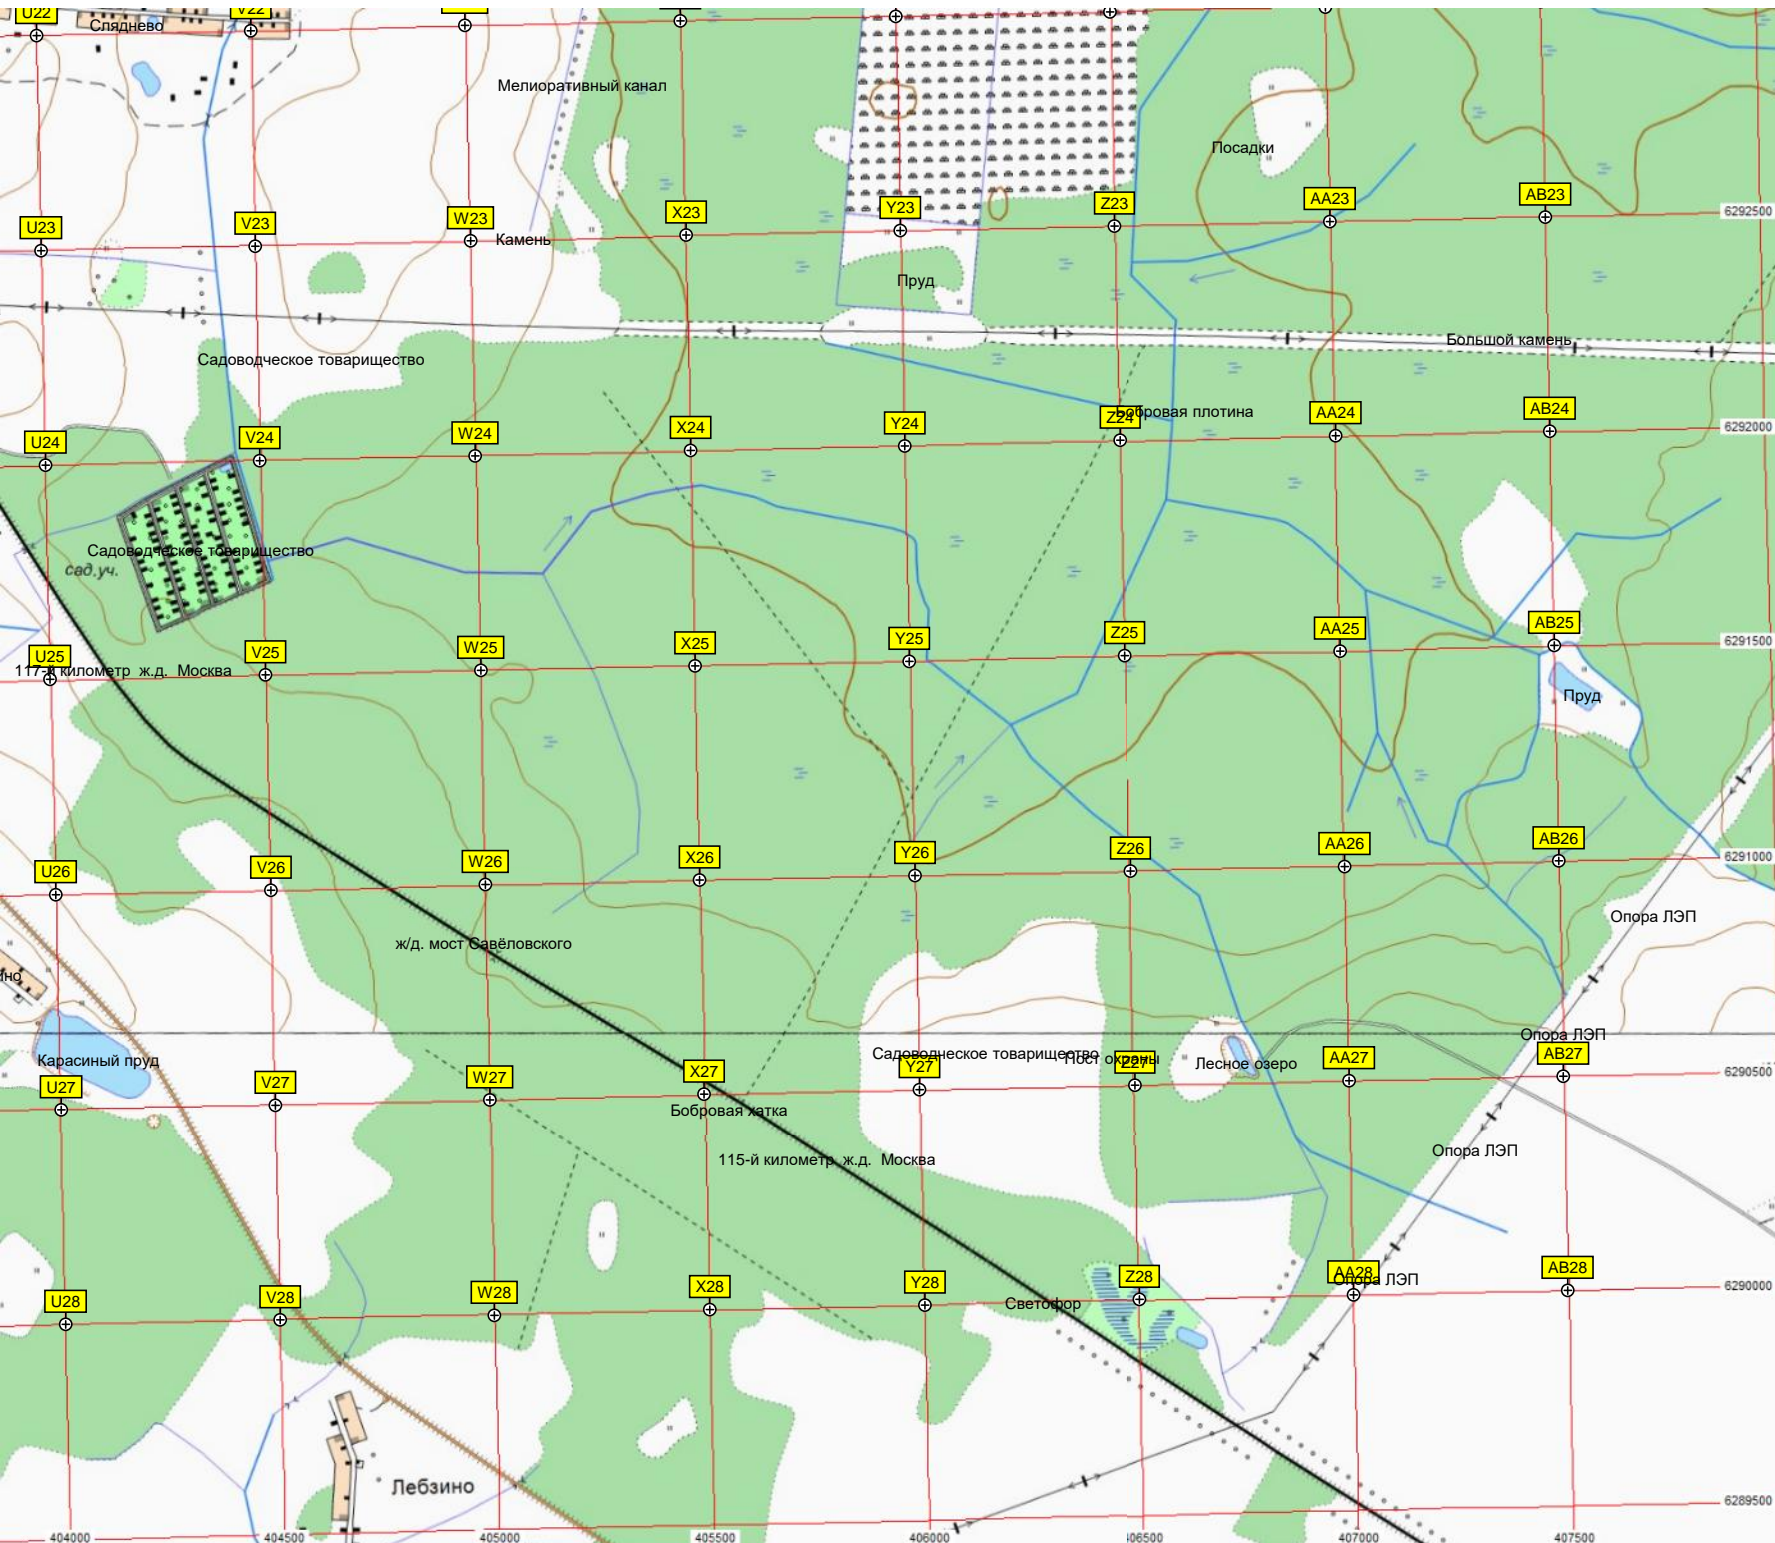 U22
V22
Сляднево
Мелиоративный канал
Посадки
U23
V23
W23
X23
Y23
Z23
AA23
AB23
6292500
Камень
Пруд
Большой камень
Садоводческое товарищество
Бобровая плотина
U24
V24
W24
X24
Y24
Z24
AA24
AB24
6292000
Садоводческое товарищество
сад.уч.
U25
V25
W25
X25
Y25
Z25
AA25
AB25
6291500
117-й километр ж.д. Москва
Пруд
U26
V26
W26
X26
Y26
Z26
AA26
AB26
6291000
Опора ЛЭП
ж/д. мост Савёловского
ино
Опора ЛЭП
Карасиный пруд
Садоводческое товарищество
Пост охраны
Лесное озеро
U27
V27
W27
X27
Y27
Z27
AA27
AB27
6290500
Бобровая хатка
115-й километр ж.д. Москва
Опора ЛЭП
U28
V28
W28
X28
Y28
Z28
AA28
AB28
6290000
Опора ЛЭП
Светофор
Лебзино
6289500
404000
404500
405000
405500
406000
406500
407000
407500